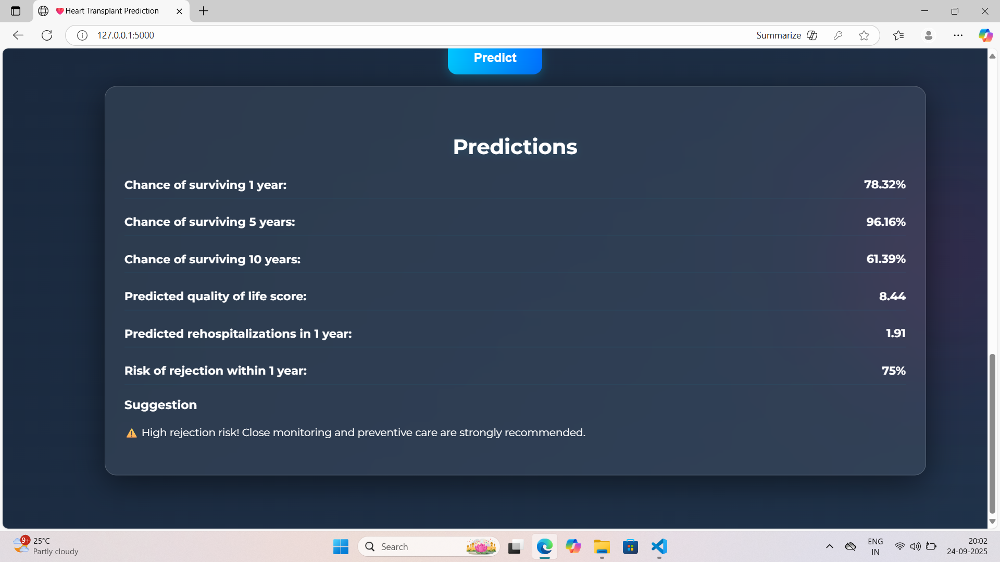 Heart Transplant Prediction
127.0.0.1:5000
Summarize
Predict
Predictions
Chance of surviving 1 year: 78.32%
Chance of surviving 5 years: 96.16%
Chance of surviving 10 years: 61.39%
Predicted quality of life score: 8.44
Predicted rehospitalizations in 1 year: 1.91
Risk of rejection within 1 year: 75%
Suggestion
⚠ High rejection risk! Close monitoring and preventive care are strongly recommended.
9+
25°C
Partly cloudy
Search
ENG
IN
20:02
24-09-2025